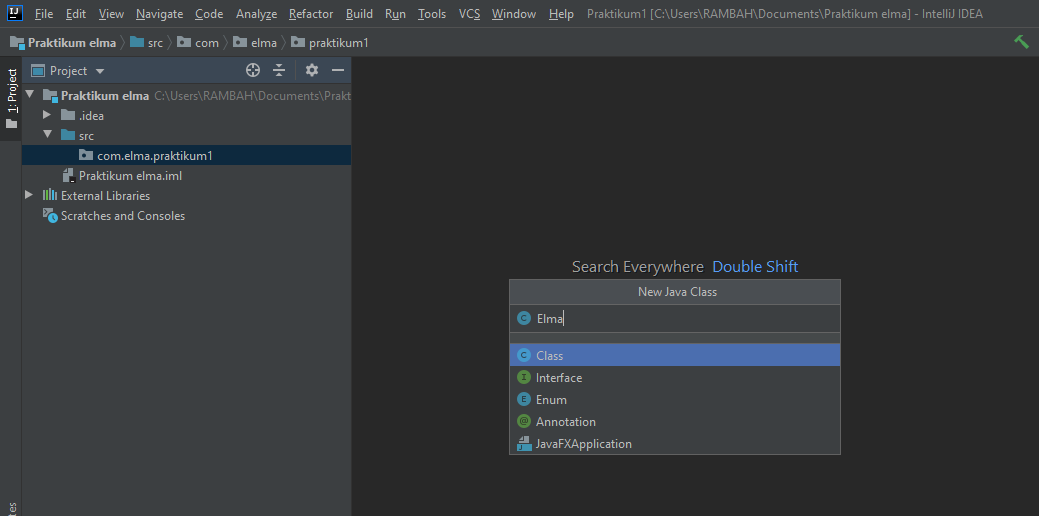 File Edit View Navigate Code Analyze Refactor Build Run Tools VCS Window Help Praktikum1 [C:\Users\RAMBAH\Documents\Praktikum elma] - IntelliJ IDEA
Praktikum elma src com elma praktikum1
1: Project
Project
Praktikum elma C:\Users\RAMBAH\Documents\Prakt
.idea
src
com.elma.praktikum1
Praktikum elma.iml
External Libraries
Scratches and Consoles
Search Everywhere Double Shift
New Java Class
C Elma
C Class
I Interface
E Enum
@ Annotation
JavaFXApplication